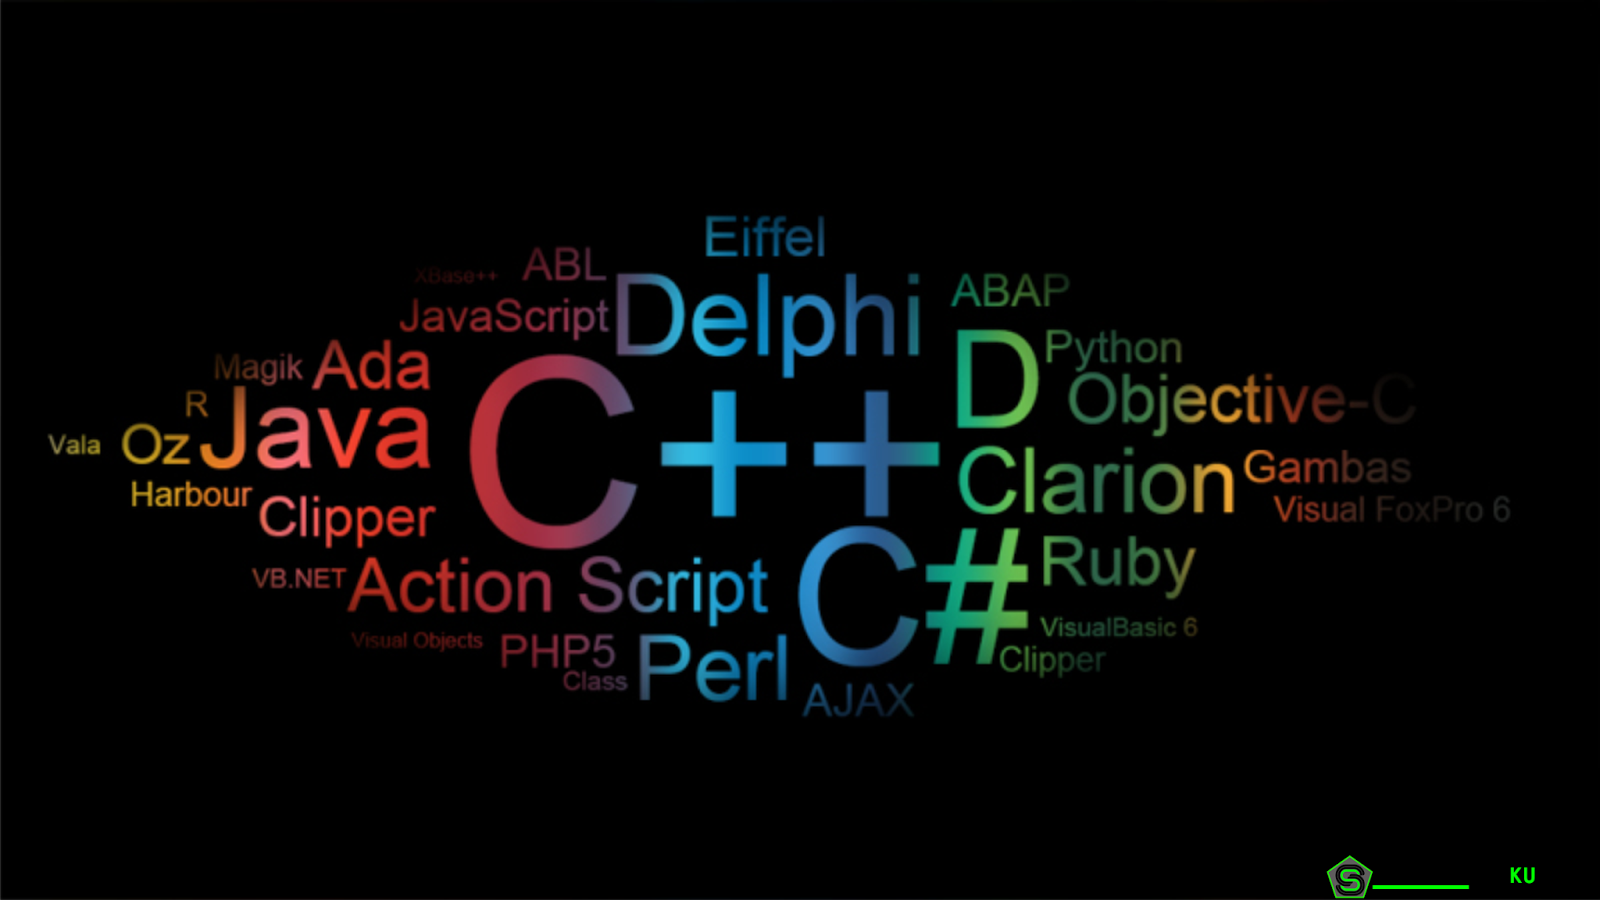 Eiffel
XBase++ ABL
Delphi
ABAP
JavaScript
Magik Ada
D Python
R Java
C++
Objective-C
Vala Oz
Clarion Gambas
Harbour
Clipper
Visual FoxPro 6
VB.NET Action Script
C# Ruby
Visual Objects PHP5
VisualBasic 6
Class Perl
Clipper
AJAX
S KU